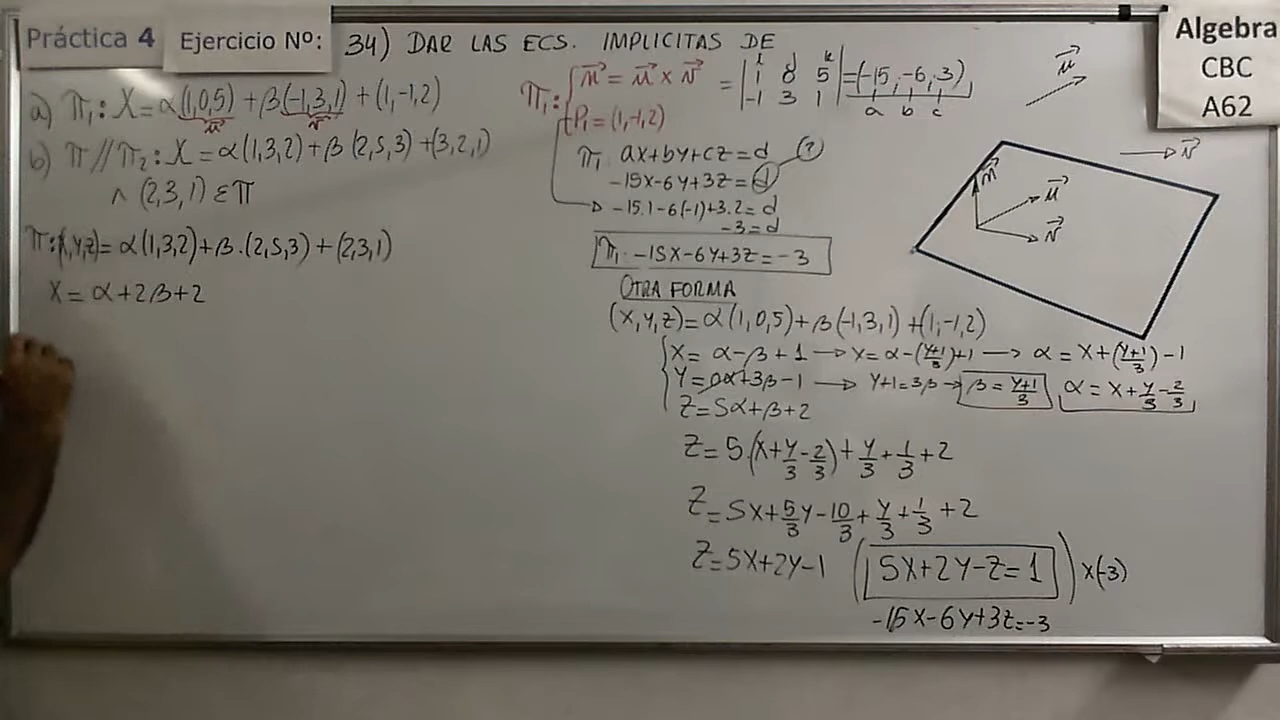 Práctica 4 Ejercicio Nº: 34) DAR LAS ECS. IMPLICITAS DE
Algebra
CBC
A62
a) π₁: X = α(1,0,5) + β(-1,3,1) + (1,-1,2)
u⃗ v⃗
b) π // π₂: X = α(1,3,2) + β(2,5,3) + (3,2,1)
∧ (2,3,1) ε π
π: (X,Y,Z) = α(1,3,2) + β.(2,5,3) + (2,3,1)
X = α + 2β + 2
π₁: { n⃗ = u⃗ x v⃗ = | i j k | = (-15, -6, 3)
1 0 5
-1 3 1
a b c
P₁ = (1,-1,2)
π₁ ax + by + cz = d (?)
-15x - 6y + 3z = d
-15.1 - 6(-1) + 3.2 = d
-3 = d
π₁ -15x - 6y + 3z = -3
OTRA FORMA
(X,Y,Z) = α(1,0,5) + β(-1,3,1) + (1,-1,2)
X = α - β + 1 → X = α - (Y+1/3) + 1 → α = X + (Y+1/3) - 1
Y = 0α + 3β - 1 → Y + 1 = 3β → β = Y+1/3 α = X + Y/3 - 2/3
Z = 5α + β + 2
Z = 5.(X + Y/3 - 2/3) + Y/3 + 1/3 + 2
Z = 5X + 5/3 Y - 10/3 + Y/3 + 1/3 + 2
Z = 5X + 2Y - 1 ( 5X + 2Y - Z = 1 ) x(-3)
-15X - 6Y + 3Z = -3
u⃗
v⃗
n⃗
u⃗
v⃗